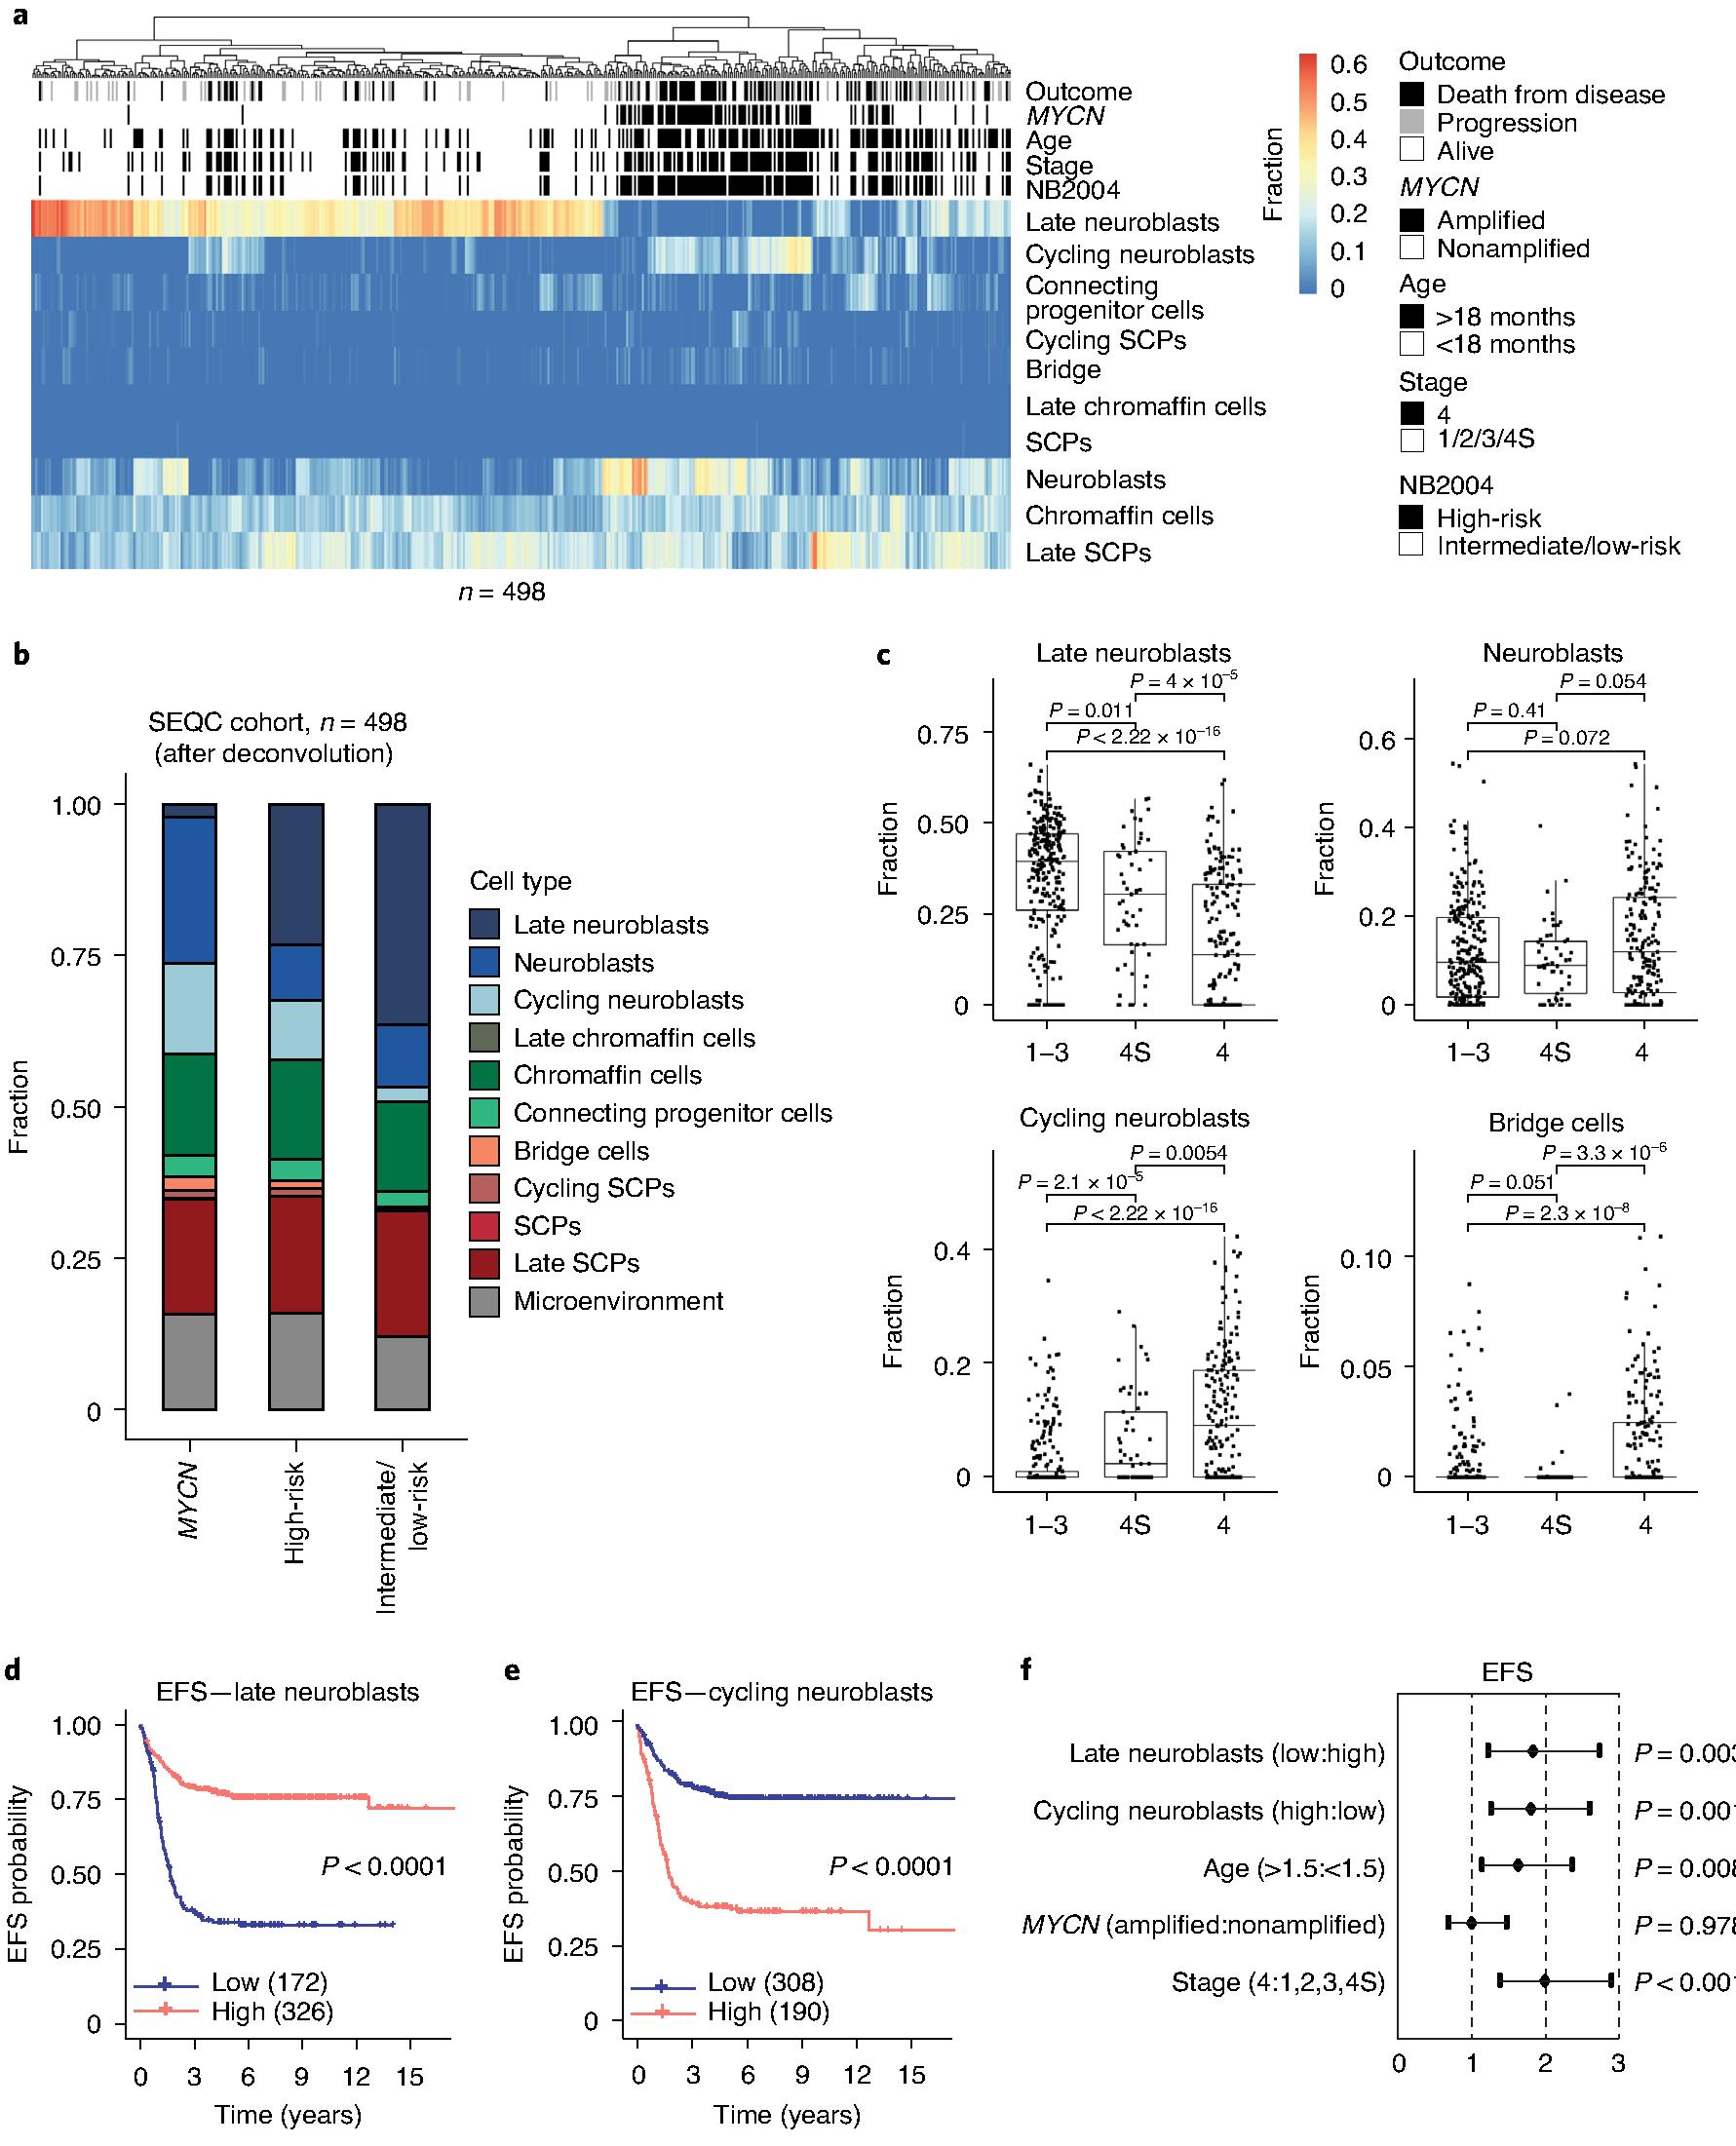 a
Outcome
MYCN
Age
Stage
NB2004
Late neuroblasts
Cycling neuroblasts
Connecting
progenitor cells
Cycling SCPs
Bridge
Late chromaffin cells
SCPs
Neuroblasts
Chromaffin cells
Late SCPs
n = 498
Fraction
0.6
0.5
0.4
0.3
0.2
0.1
0
Outcome
Death from disease
Progression
Alive
MYCN
Amplified
Nonamplified
Age
>18 months
<18 months
Stage
4
1/2/3/4S
NB2004
High-risk
Intermediate/low-risk
b
SEQC cohort, n = 498
(after deconvolution)
Fraction
1.00
0.75
0.50
0.25
0
MYCN
High-risk
Intermediate/
low-risk
Cell type
Late neuroblasts
Neuroblasts
Cycling neuroblasts
Late chromaffin cells
Chromaffin cells
Connecting progenitor cells
Bridge cells
Cycling SCPs
SCPs
Late SCPs
Microenvironment
c
Late neuroblasts
P = 4 × 10⁻⁵
P = 0.011
P < 2.22 × 10⁻¹⁶
Fraction
0.75
0.50
0.25
0
1–3 4S 4
Neuroblasts
P = 0.054
P = 0.41
P = 0.072
Fraction
0.6
0.4
0.2
0
1–3 4S 4
Cycling neuroblasts
P = 0.0054
P = 2.1 × 10⁻⁵
P < 2.22 × 10⁻¹⁶
Fraction
0.4
0.2
0
1–3 4S 4
Bridge cells
P = 3.3 × 10⁻⁶
P = 0.051
P = 2.3 × 10⁻⁸
Fraction
0.10
0.05
0
1–3 4S 4
d
EFS—late neuroblasts
EFS probability
1.00
0.75
0.50
0.25
0
P < 0.0001
Low (172)
High (326)
0 3 6 9 12 15
Time (years)
e
EFS—cycling neuroblasts
EFS probability
1.00
0.75
0.50
0.25
0
P < 0.0001
Low (308)
High (190)
0 3 6 9 12 15
Time (years)
f
EFS
Late neuroblasts (low:high) P = 0.003
Cycling neuroblasts (high:low) P = 0.001
Age (>1.5:<1.5) P = 0.008
MYCN (amplified:nonamplified) P = 0.978
Stage (4:1,2,3,4S) P < 0.001
0 1 2 3